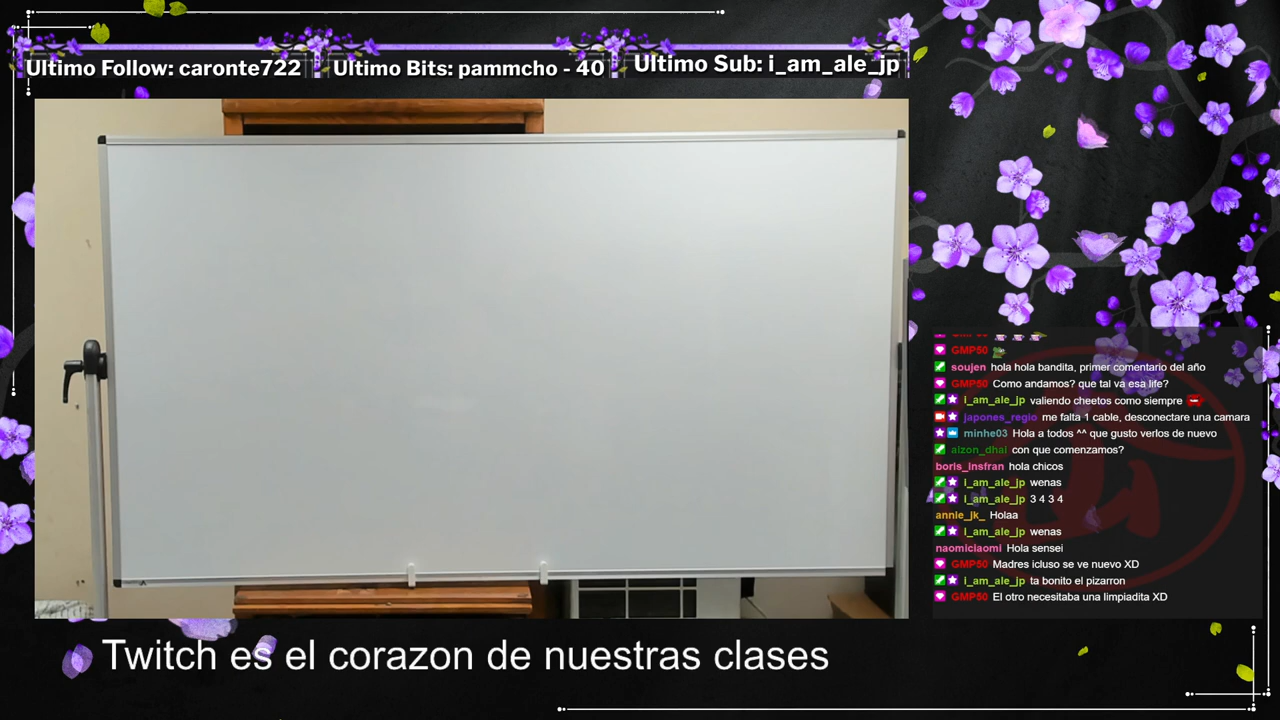 Ultimo Follow: caronte722
Ultimo Bits: pammcho - 40
Ultimo Sub: i_am_ale_jp
GMP50
GMP50
soujen hola hola bandita, primer comentario del año
GMP50 Como andamos? que tal va esa life?
i_am_ale_jp valiendo cheetos como siempre
japones_regio me falta 1 cable, desconectare una camara
minhe03 Hola a todos ^^ que gusto verlos de nuevo
aizon_dhai con que comenzamos?
boris_insfran hola chicos
i_am_ale_jp wenas
i_am_ale_jp 3 4 3 4
annie_jk_ Holaa
i_am_ale_jp wenas
naomiciaomi Hola sensei
GMP50 Madres icluso se ve nuevo XD
i_am_ale_jp ta bonito el pizarron
GMP50 El otro necesitaba una limpiadita XD
Twitch es el corazon de nuestras clases